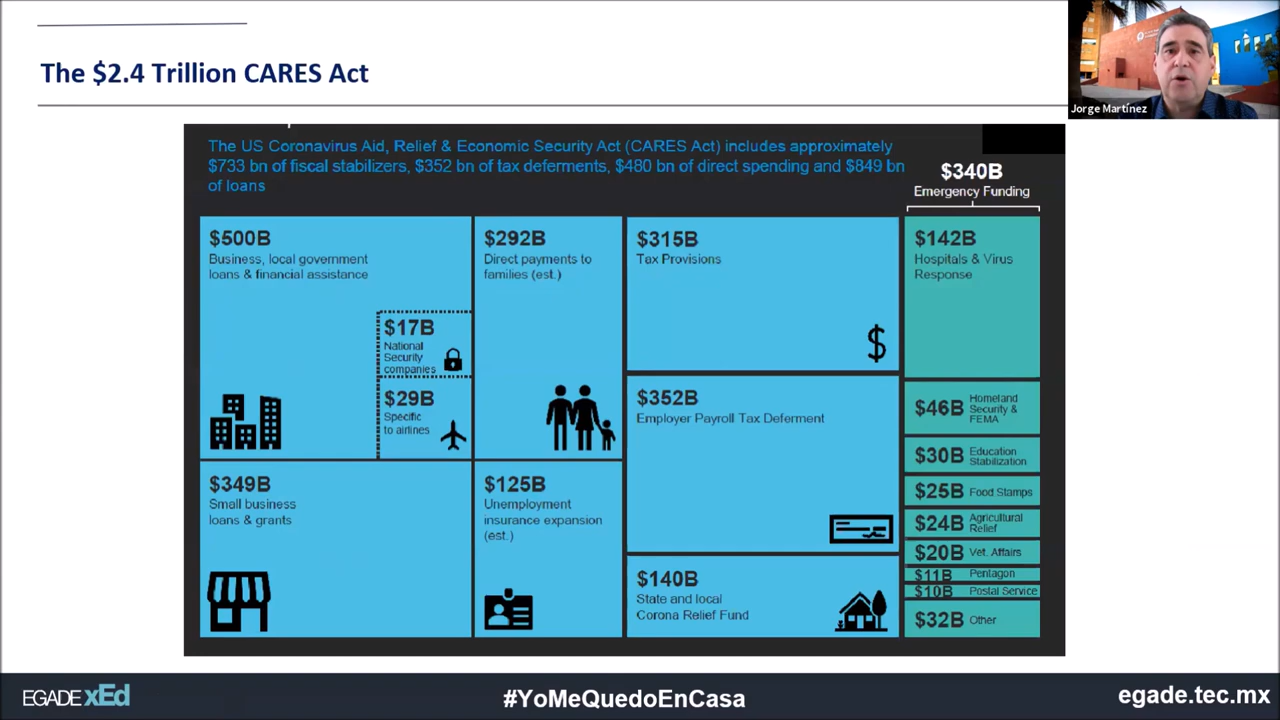 The $2.4 Trillion CARES Act
Jorge Martínez
The US Coronavirus Aid, Relief & Economic Security Act (CARES Act) includes approximately
$733 bn of fiscal stabilizers, $352 bn of tax deferments, $480 bn of direct spending and $849 bn
of loans
$340B
Emergency Funding
$500B
Business, local government
loans & financial assistance
$17B
National
Security
companies
$29B
Specific
to airlines
$292B
Direct payments to
families (est.)
$315B
Tax Provisions
$
$142B
Hospitals & Virus
Response
$352B
Employer Payroll Tax Deferment
$46B
Homeland
Security &
FEMA
$30B
Education
Stabilization
$25B Food Stamps
$24B
Agricultural
Relief
$20B Vet. Affairs
$11B Pentagon
$10B Postal Service
$32B Other
$349B
Small business
loans & grants
$125B
Unemployment
insurance expansion
(est.)
$140B
State and local
Corona Relief Fund
EGADE xEd
#YoMeQuedoEnCasa
egade.tec.mx